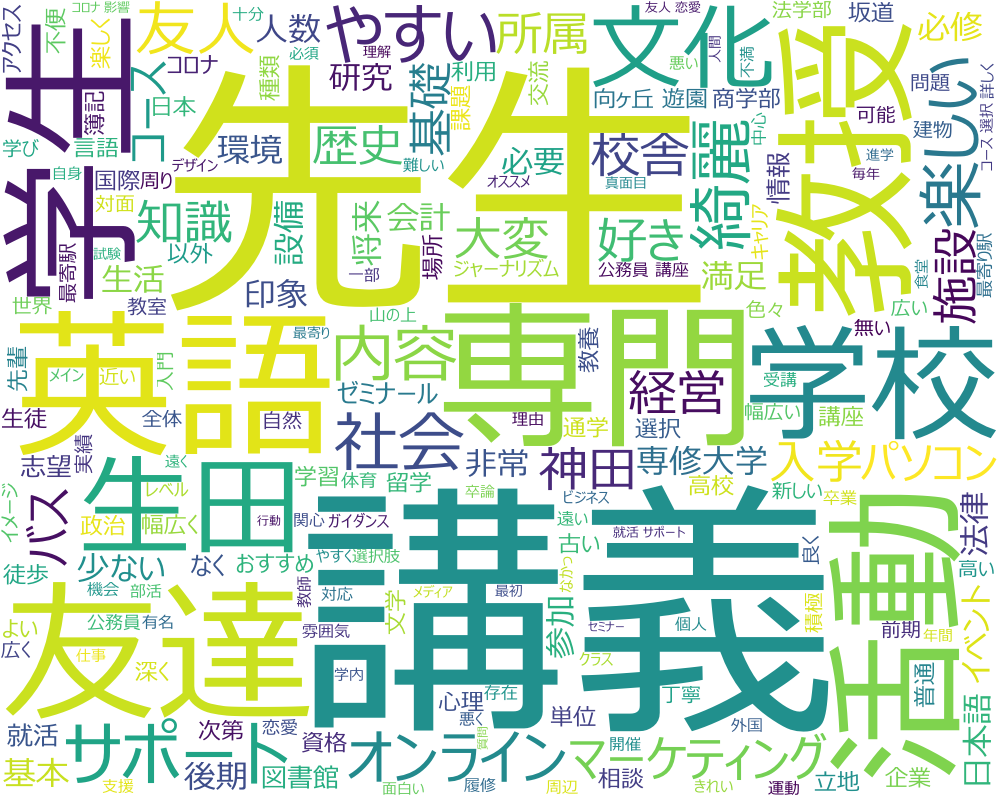 コロナ 影響
十分
友人
人数
やすい
所属
友人 恋愛
文化
法学部
坂道
必修
教授
アクセス
不便
楽しく
コース
コロナ
種類
必須
理解
研究
利用
交流
悪い
人間
不満
向ヶ丘 遊園
商学部
問題
可能
建物
コース 選択 詳しく
学生
先生
簿記
日本
言語
学び
自身
国際
周り
対面
デザイン
環境
歴史
基礎
課題
難しい
必要
オススメ
校舎
真面目
綺麗
中心
情報
進学
毎年
楽しい
知識
設備
将来
会計
大変
好き
キャリア
最寄駅
試験
以外
生活
一部
場所
ジャーナリズム
公務員 講座
満足
施設
最寄り駅
食堂
世界
教室
印象
山の上
色々
広い
無い
英語
最寄り
内容
専門
教養
学校
先輩
メイン
近い
入門
ゼミナール
経営
受講
幅広い
講座
生徒
全体
自然
社会
理由
通学
選択
志望
実績
遠く
生田
学習
体育
留学
非常
神田
専修大学
入学
パソコン
イメージ
バス
レベル
政治
幅広く
行動
関心
ガイダンス
卒論
ビジネス
高校
新しい
卒業
徒歩
少ない
なく
おすすめ
やすく
選択肢
講義
遠い
古い
就活 サポート
良く
法律
高い
活動
機会
部活
教師
対応
メディア
最初
なかっ
よい
公務員
有名
友達
雰囲気
文学
参加
セミナー
個人
積極
前期
イベント
年間
広く
仕事
深く
学内
クラス
普通
就活
サポート
次第
恋愛
心理
悪く
存在
丁寧
外国
資格
単位
基本
支援
後期
図書館
オンライン
質問
開催
マーケティング
日本語
面白い
履修
周辺
相談
きれい
運動
立地
企業